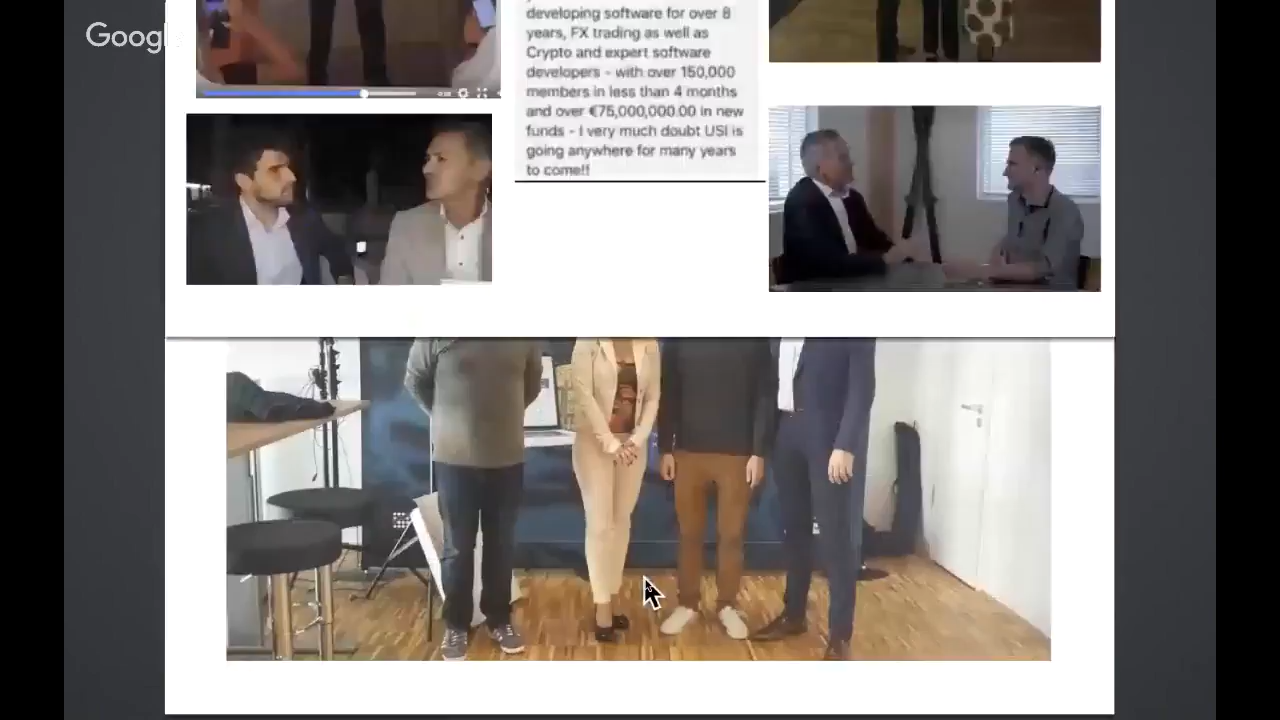 Google
developing software for over 8
years, FX trading as well as
Crypto and expert software
developers - with over 150,000
members in less than 4 months
and over €75,000,000.00 in new
funds - I very much doubt USI is
going anywhere for many years
to come!!